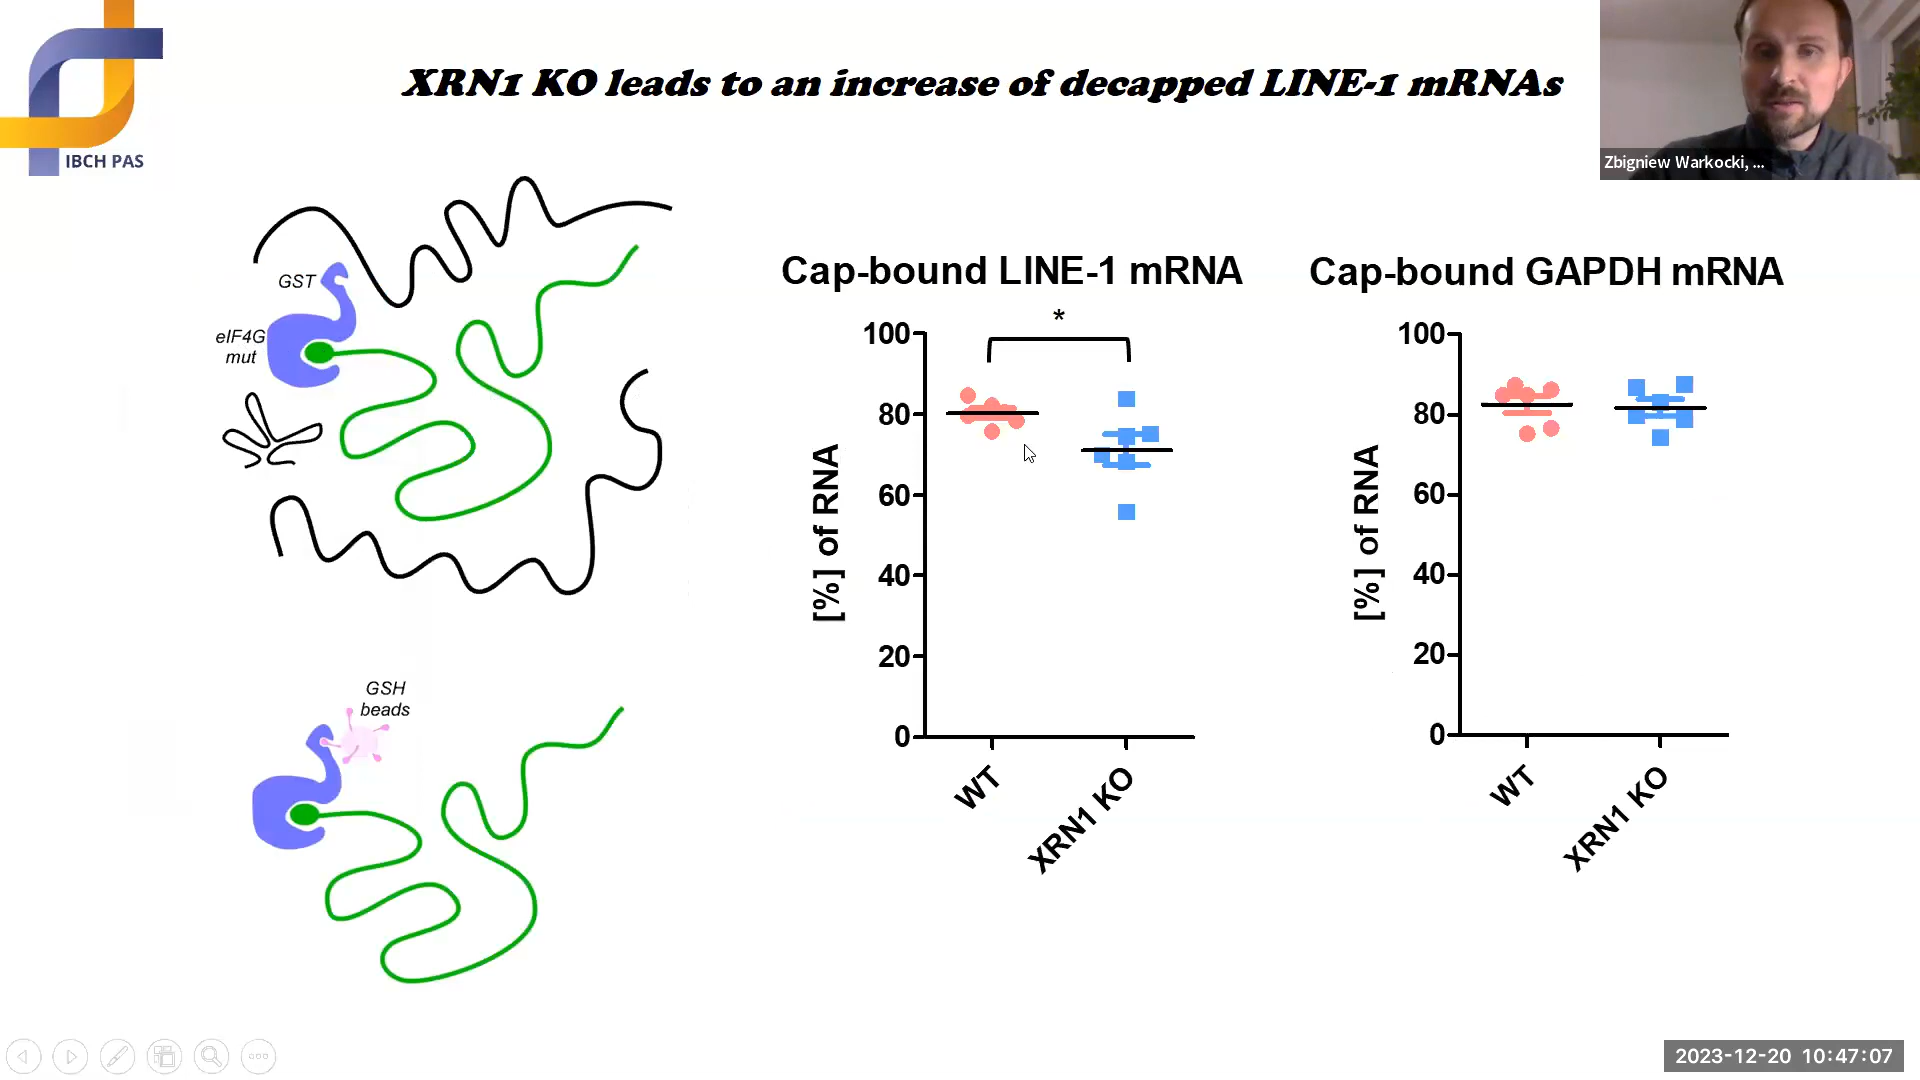 XRN1 KO leads to an increase of decapped LINE-1 mRNAs
IBCH PAS
Zbigniew Warkocki, ...
GST
eIF4G
mut
GSH
beads
Cap-bound LINE-1 mRNA
*
[%] of RNA
100
80
60
40
20
0
WT
XRN1 KO
Cap-bound GAPDH mRNA
[%] of RNA
100
80
60
40
20
0
WT
XRN1 KO
2023-12-20 10:47:07